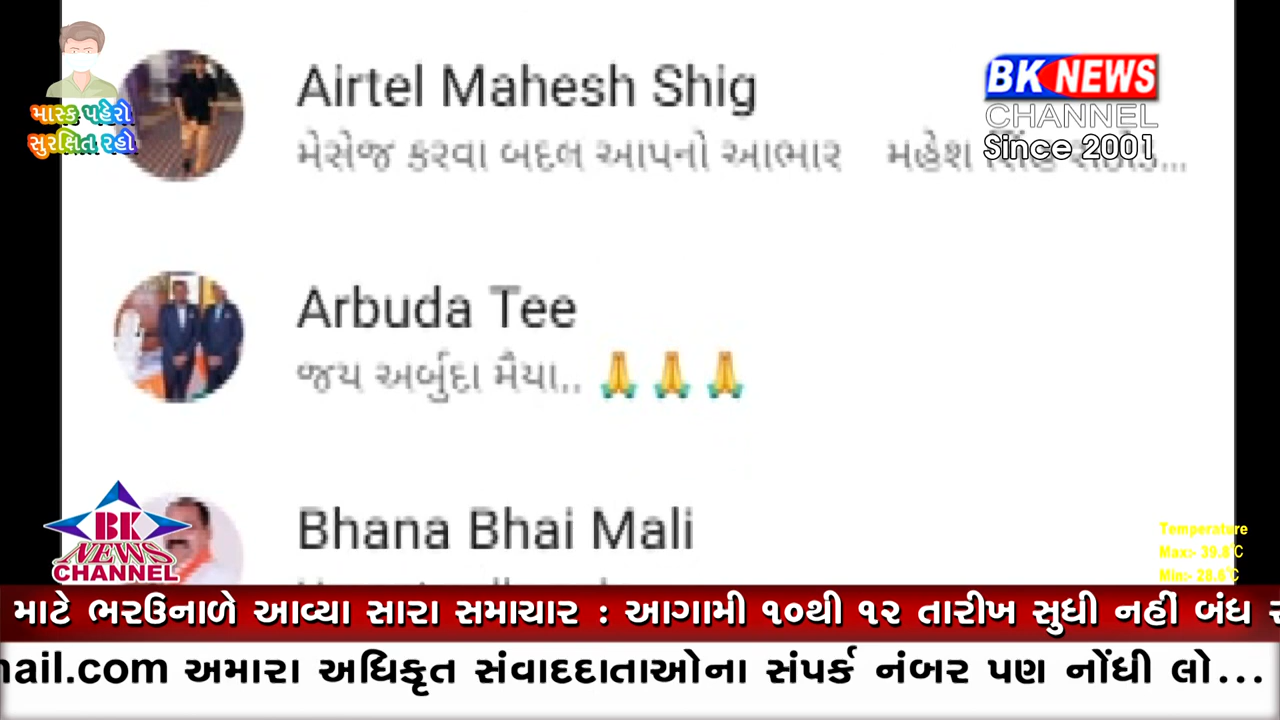 મારક પહેરો
સુરક્ષિત રહો
Airtel Mahesh Shig
મેસેજ કરવા બદલ આપનો આભાર મહેશ
BK NEWS
CHANNEL
Since 2001
Arbuda Tee
જય અર્બુદા મૈયા.. 🙏🙏🙏
Bhana Bhai Mali
BK
NEWS
CHANNEL
Temperature
Max:- 39.8°C
Min:- 28.6°C
માટે ભરઉનાળે આવ્યા સારા સમાચાર : આગામી ૧૦થી ૧૨ તારીખ સુધી નહીં બંધ
mail.com અમારા અધિકૃત સંવાદદાતાઓના સંપર્ક નંબર પણ નોંધી લો...